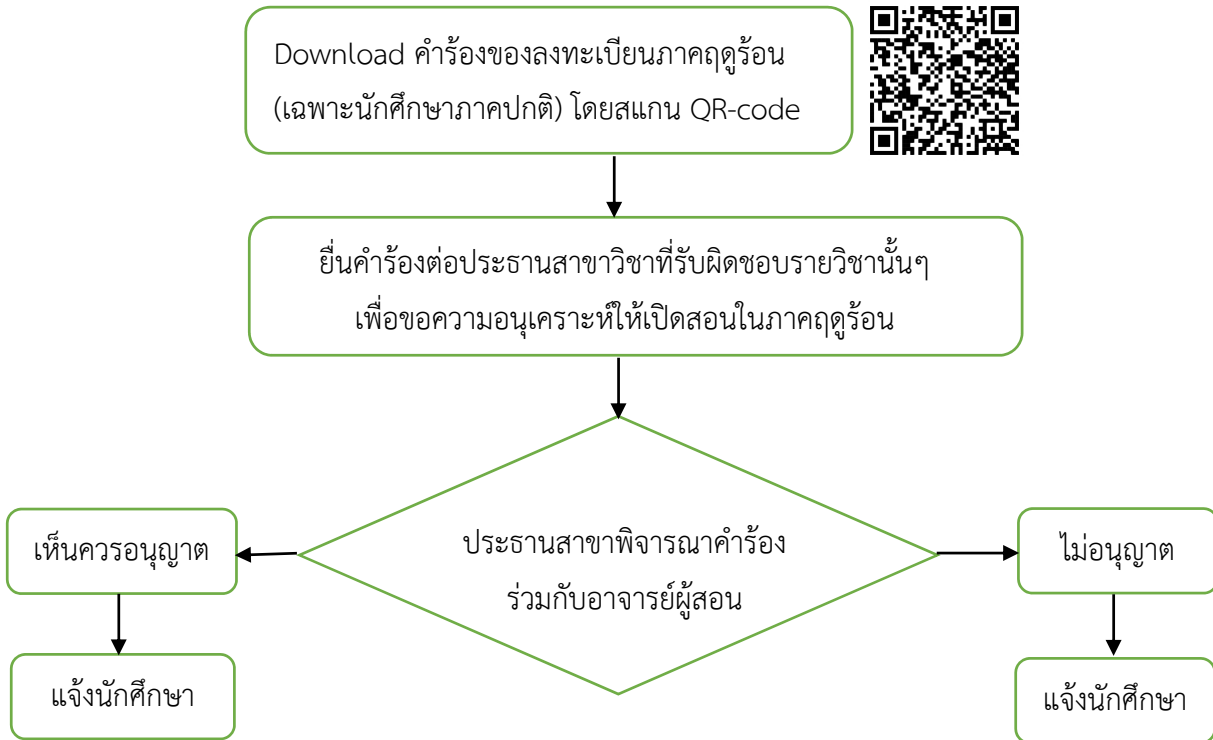 Download คำร้องของลงทะเบียนภาคฤดูร้อน
(เฉพาะนักศึกษาภาคปกติ) โดยสแกน QR-code
ยื่นคำร้องต่อประธานสาขาวิชาที่รับผิดชอบรายวิชานั้นๆ
เพื่อขอความอนุเคราะห์ให้เปิดสอนในภาคฤดูร้อน
ประธานสาขาพิจารณาคำร้อง
ร่วมกับอาจารย์ผู้สอน
เห็นควรอนุญาต
ไม่อนุญาต
แจ้งนักศึกษา
แจ้งนักศึกษา